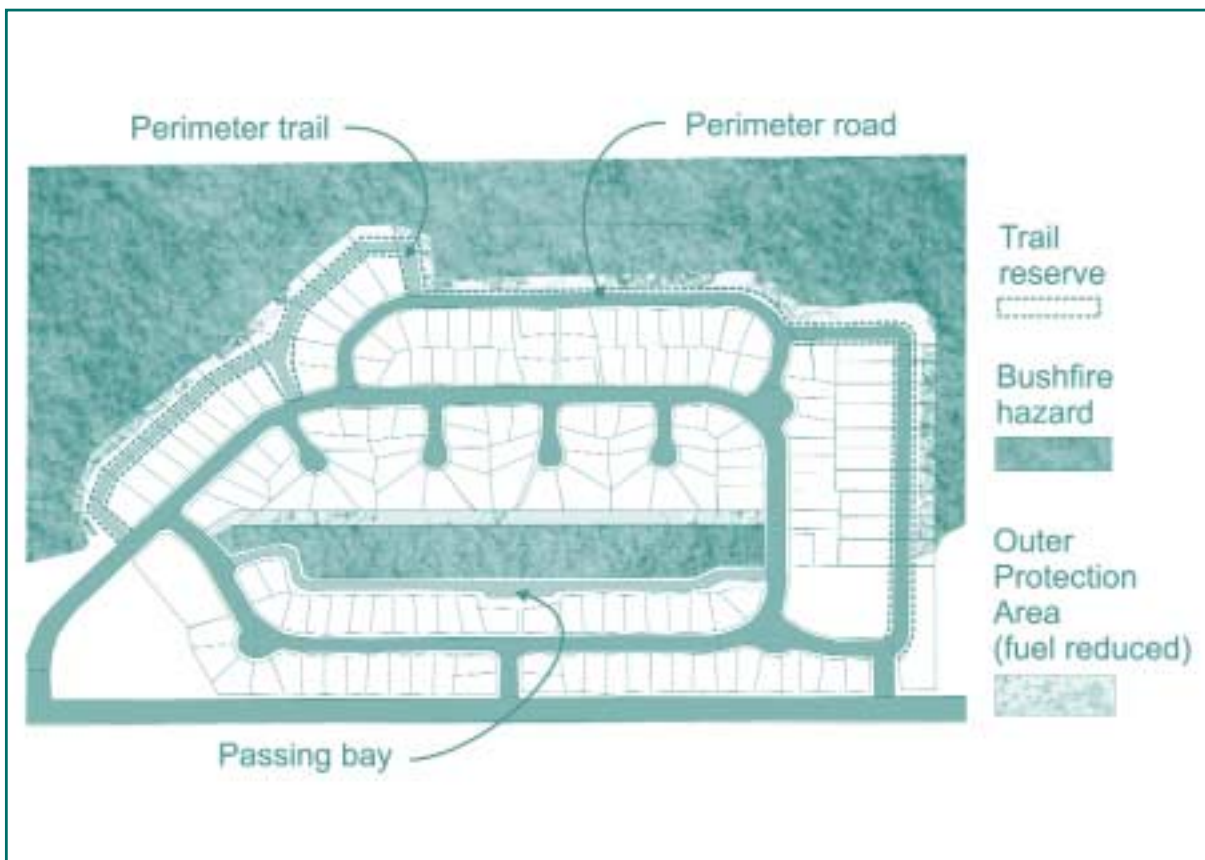 Perimeter trail
Perimeter road
Trail
reserve
Bushfire
hazard
Outer
Protection
Area
(fuel reduced)
Passing bay